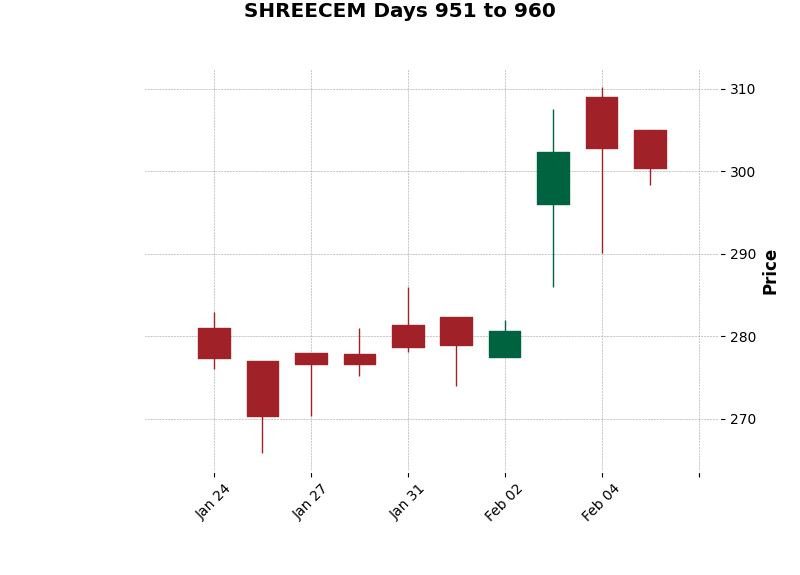 SHREECEM Days 951 to 960
310
300
290
280
270
Price
Jan 24
Jan 27
Jan 31
Feb 02
Feb 04